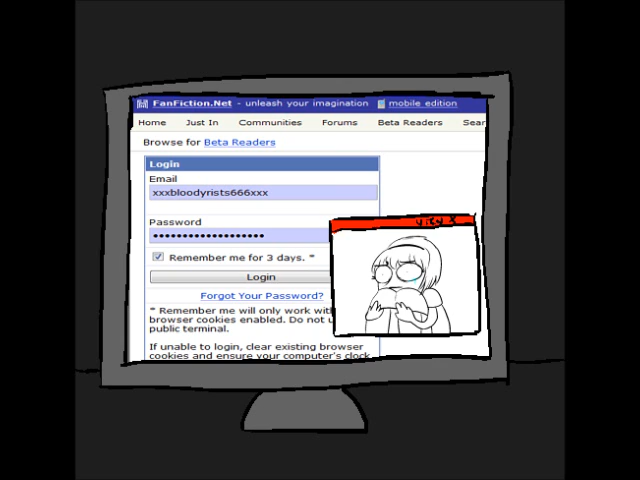 FanFiction.Net - unleash your imagination mobile edition
Home Just In Communities Forums Beta Readers Sear
Browse for Beta Readers
Login
Email
xxxbloodyrists666xxx
Password
••••••••••••••••••
Remember me for 3 days. *
Login
Forgot Your Password?
* Remember me will only work with
browser cookies enabled. Do not u
public terminal.
If unable to login, clear existing browser
cookies and ensure your computer's clock